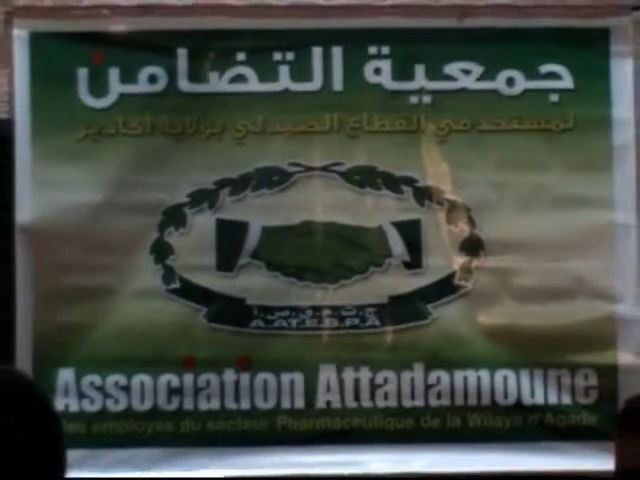 جمعية التضامن
لمستخدمي القطاع الصيدلي بولاية أكادير
Association Attadamoune
des employés du secteur Pharmaceutique de la Wilaya d'Agadir